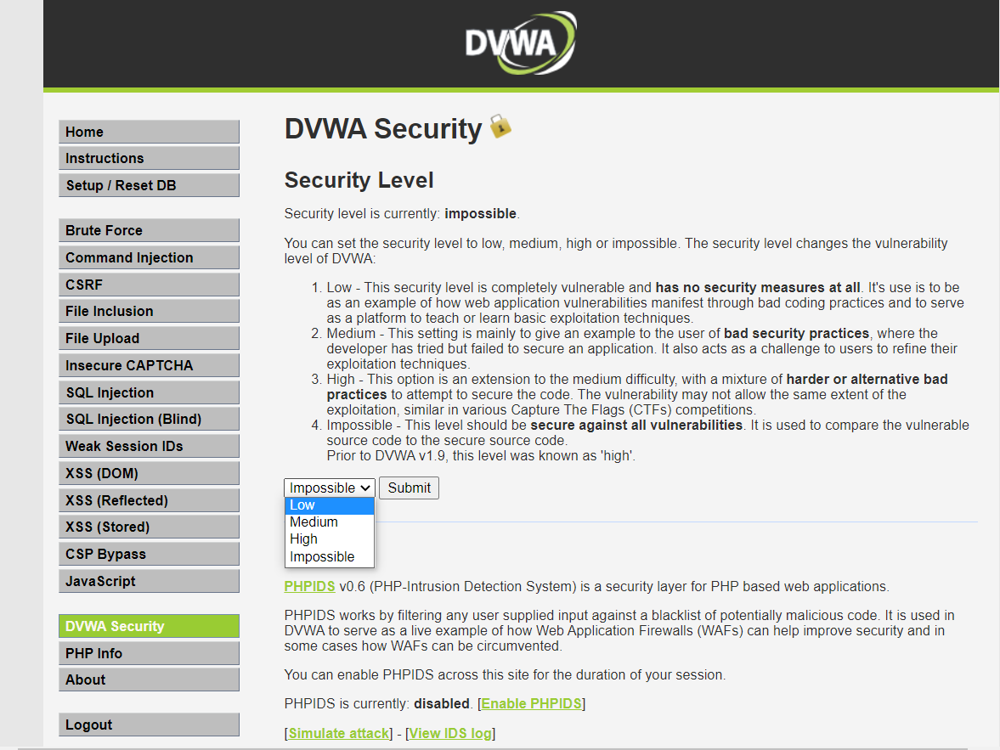 DVWA
Home
Instructions
Setup / Reset DB
Brute Force
Command Injection
CSRF
File Inclusion
File Upload
Insecure CAPTCHA
SQL Injection
SQL Injection (Blind)
Weak Session IDs
XSS (DOM)
XSS (Reflected)
XSS (Stored)
CSP Bypass
JavaScript
DVWA Security
PHP Info
About
Logout
DVWA Security
Security Level
Security level is currently: impossible.
You can set the security level to low, medium, high or impossible. The security level changes the vulnerability
level of DVWA:
1. Low - This security level is completely vulnerable and has no security measures at all. It's use is to be
as an example of how web application vulnerabilities manifest through bad coding practices and to serve
as a platform to teach or learn basic exploitation techniques.
2. Medium - This setting is mainly to give an example to the user of bad security practices, where the
developer has tried but failed to secure an application. It also acts as a challenge to users to refine their
exploitation techniques.
3. High - This option is an extension to the medium difficulty, with a mixture of harder or alternative bad
practices to attempt to secure the code. The vulnerability may not allow the same extent of the
exploitation, similar in various Capture The Flags (CTFs) competitions.
4. Impossible - This level should be secure against all vulnerabilities. It is used to compare the vulnerable
source code to the secure source code.
Prior to DVWA v1.9, this level was known as 'high'.
Impossible Submit
Low
Medium
High
Impossible
PHPIDS v0.6 (PHP-Intrusion Detection System) is a security layer for PHP based web applications.
PHPIDS works by filtering any user supplied input against a blacklist of potentially malicious code. It is used in
DVWA to serve as a live example of how Web Application Firewalls (WAFs) can help improve security and in
some cases how WAFs can be circumvented.
You can enable PHPIDS across this site for the duration of your session.
PHPIDS is currently: disabled. [Enable PHPIDS]
[Simulate attack] - [View IDS log]